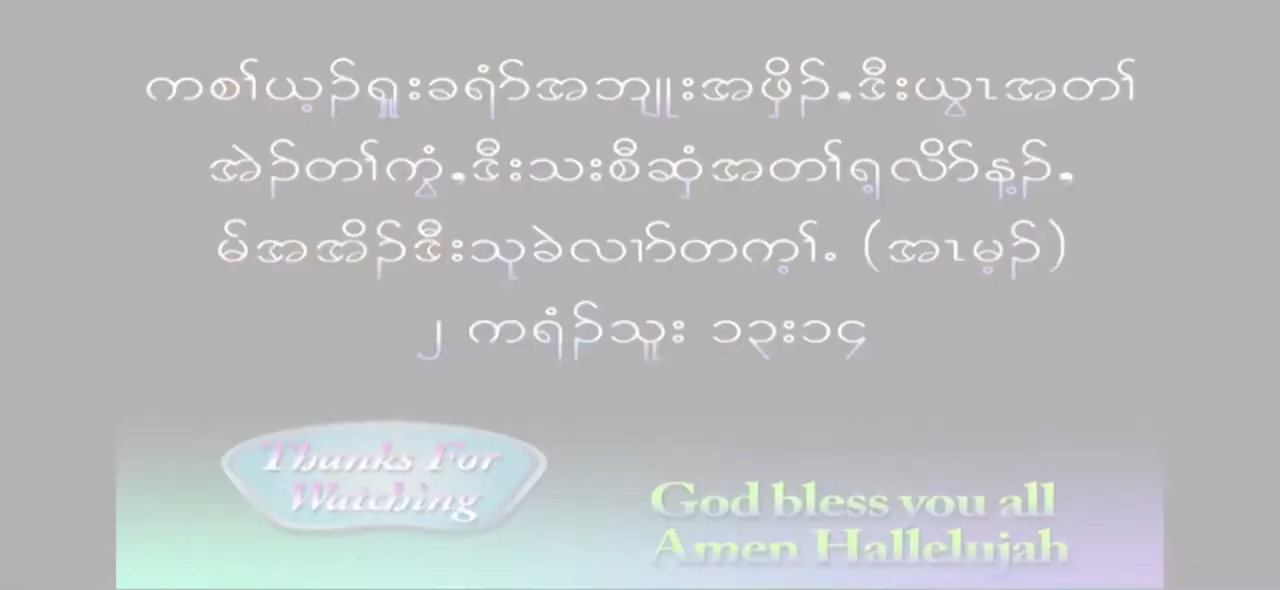 ကစၢ်ယ့ၣ်ရှူးခရံာ်အဘျူးအဖှိၣ်,ဒီးယွၤအတၢ်
အဲၣ်တၢ်ကွံ,ဒီးသးစီဆှံအတၢ်ရ့လိာ်န့ၣ်,
မ်အအိၣ်ဒီးသုခဲလၢာ်တက့ၢ်. (အၤမ့ၣ်)
၂ ကရံၣ်သူး ၁၃း၁၄
Thanks For
Watching
God bless you all
Amen Hallelujah